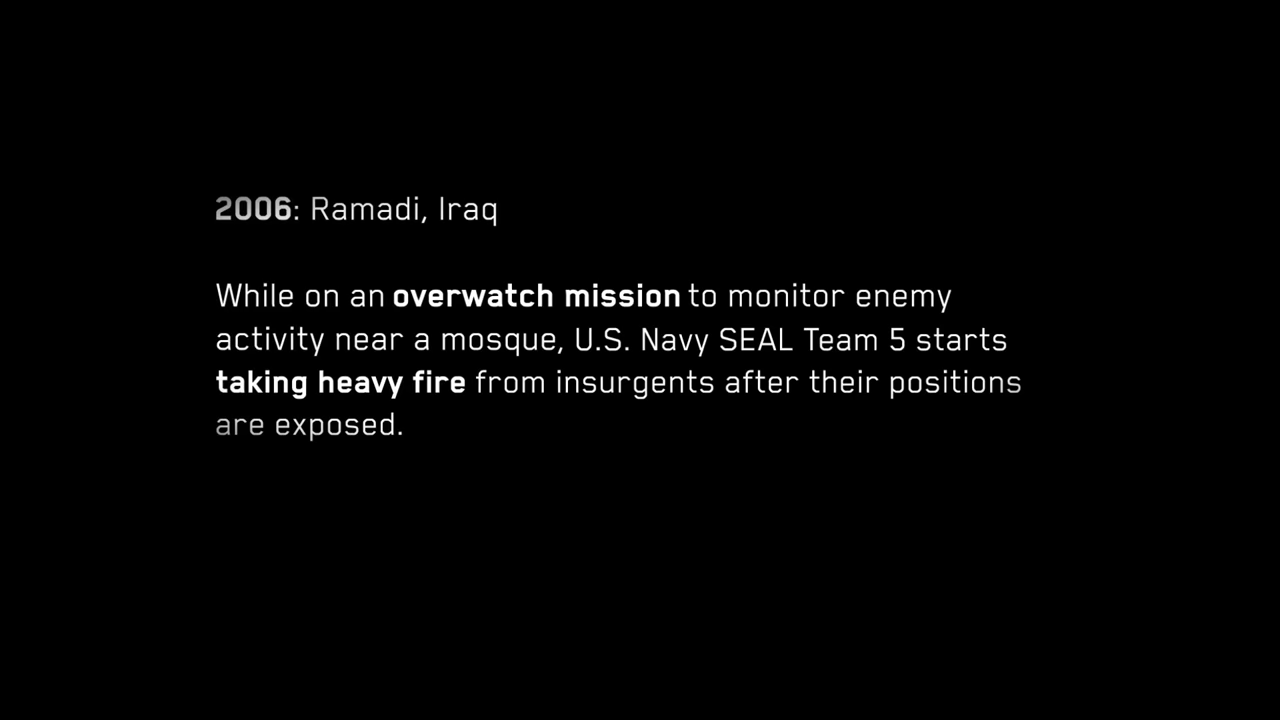 2006: Ramadi, Iraq
While on an overwatch mission to monitor enemy
activity near a mosque, U.S. Navy SEAL Team 5 starts
taking heavy fire from insurgents after their positions
are exposed.